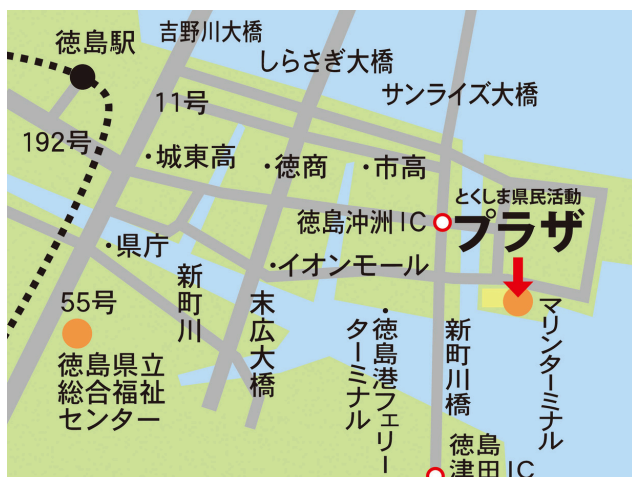 吉野川大橋
徳島駅
しらさぎ大橋
サンライズ大橋
11号
192号
・城東高
・徳商
・市高
とくしま県民活動
プラザ
徳島沖洲IC
・県庁
・イオンモール
新町川
末広大橋
・徳島港フェリー
ターミナル
新町川橋
マリンターミナル
55号
徳島県立
総合福祉
センター
徳島
津田IC